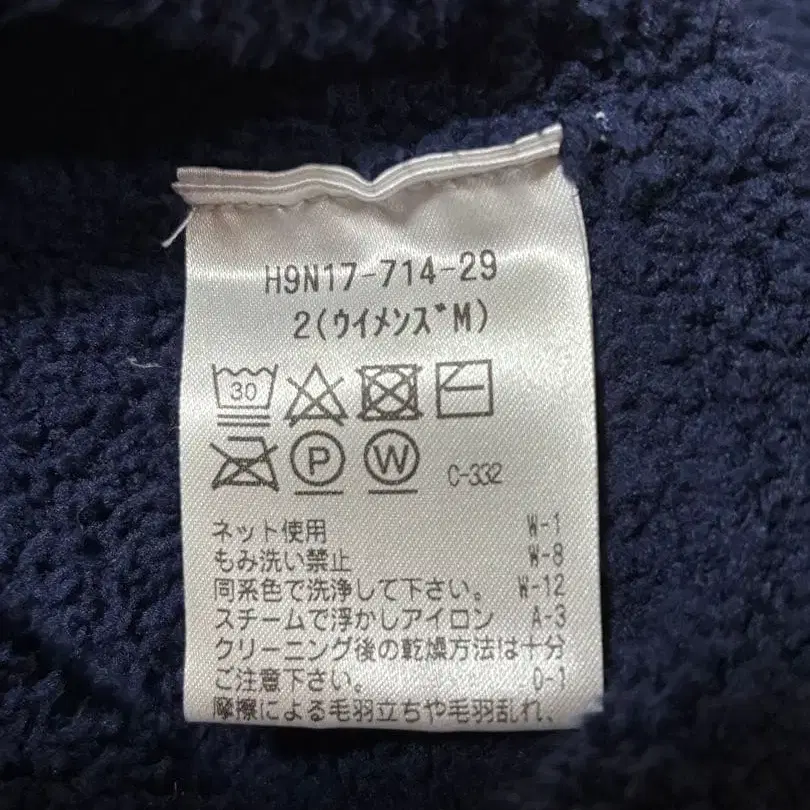 H9N17-714-29
2(ウイメンズM)
30
P W C-332
ネット使用 W-1
もみ洗い禁止 W-8
同系色で洗浄して下さい。 W-12
スチームで浮かしアイロン A-3
クリーニング後の乾燥方法は十分
ご注意下さい。 O-1
摩擦による毛羽立ちや毛羽乱れ、